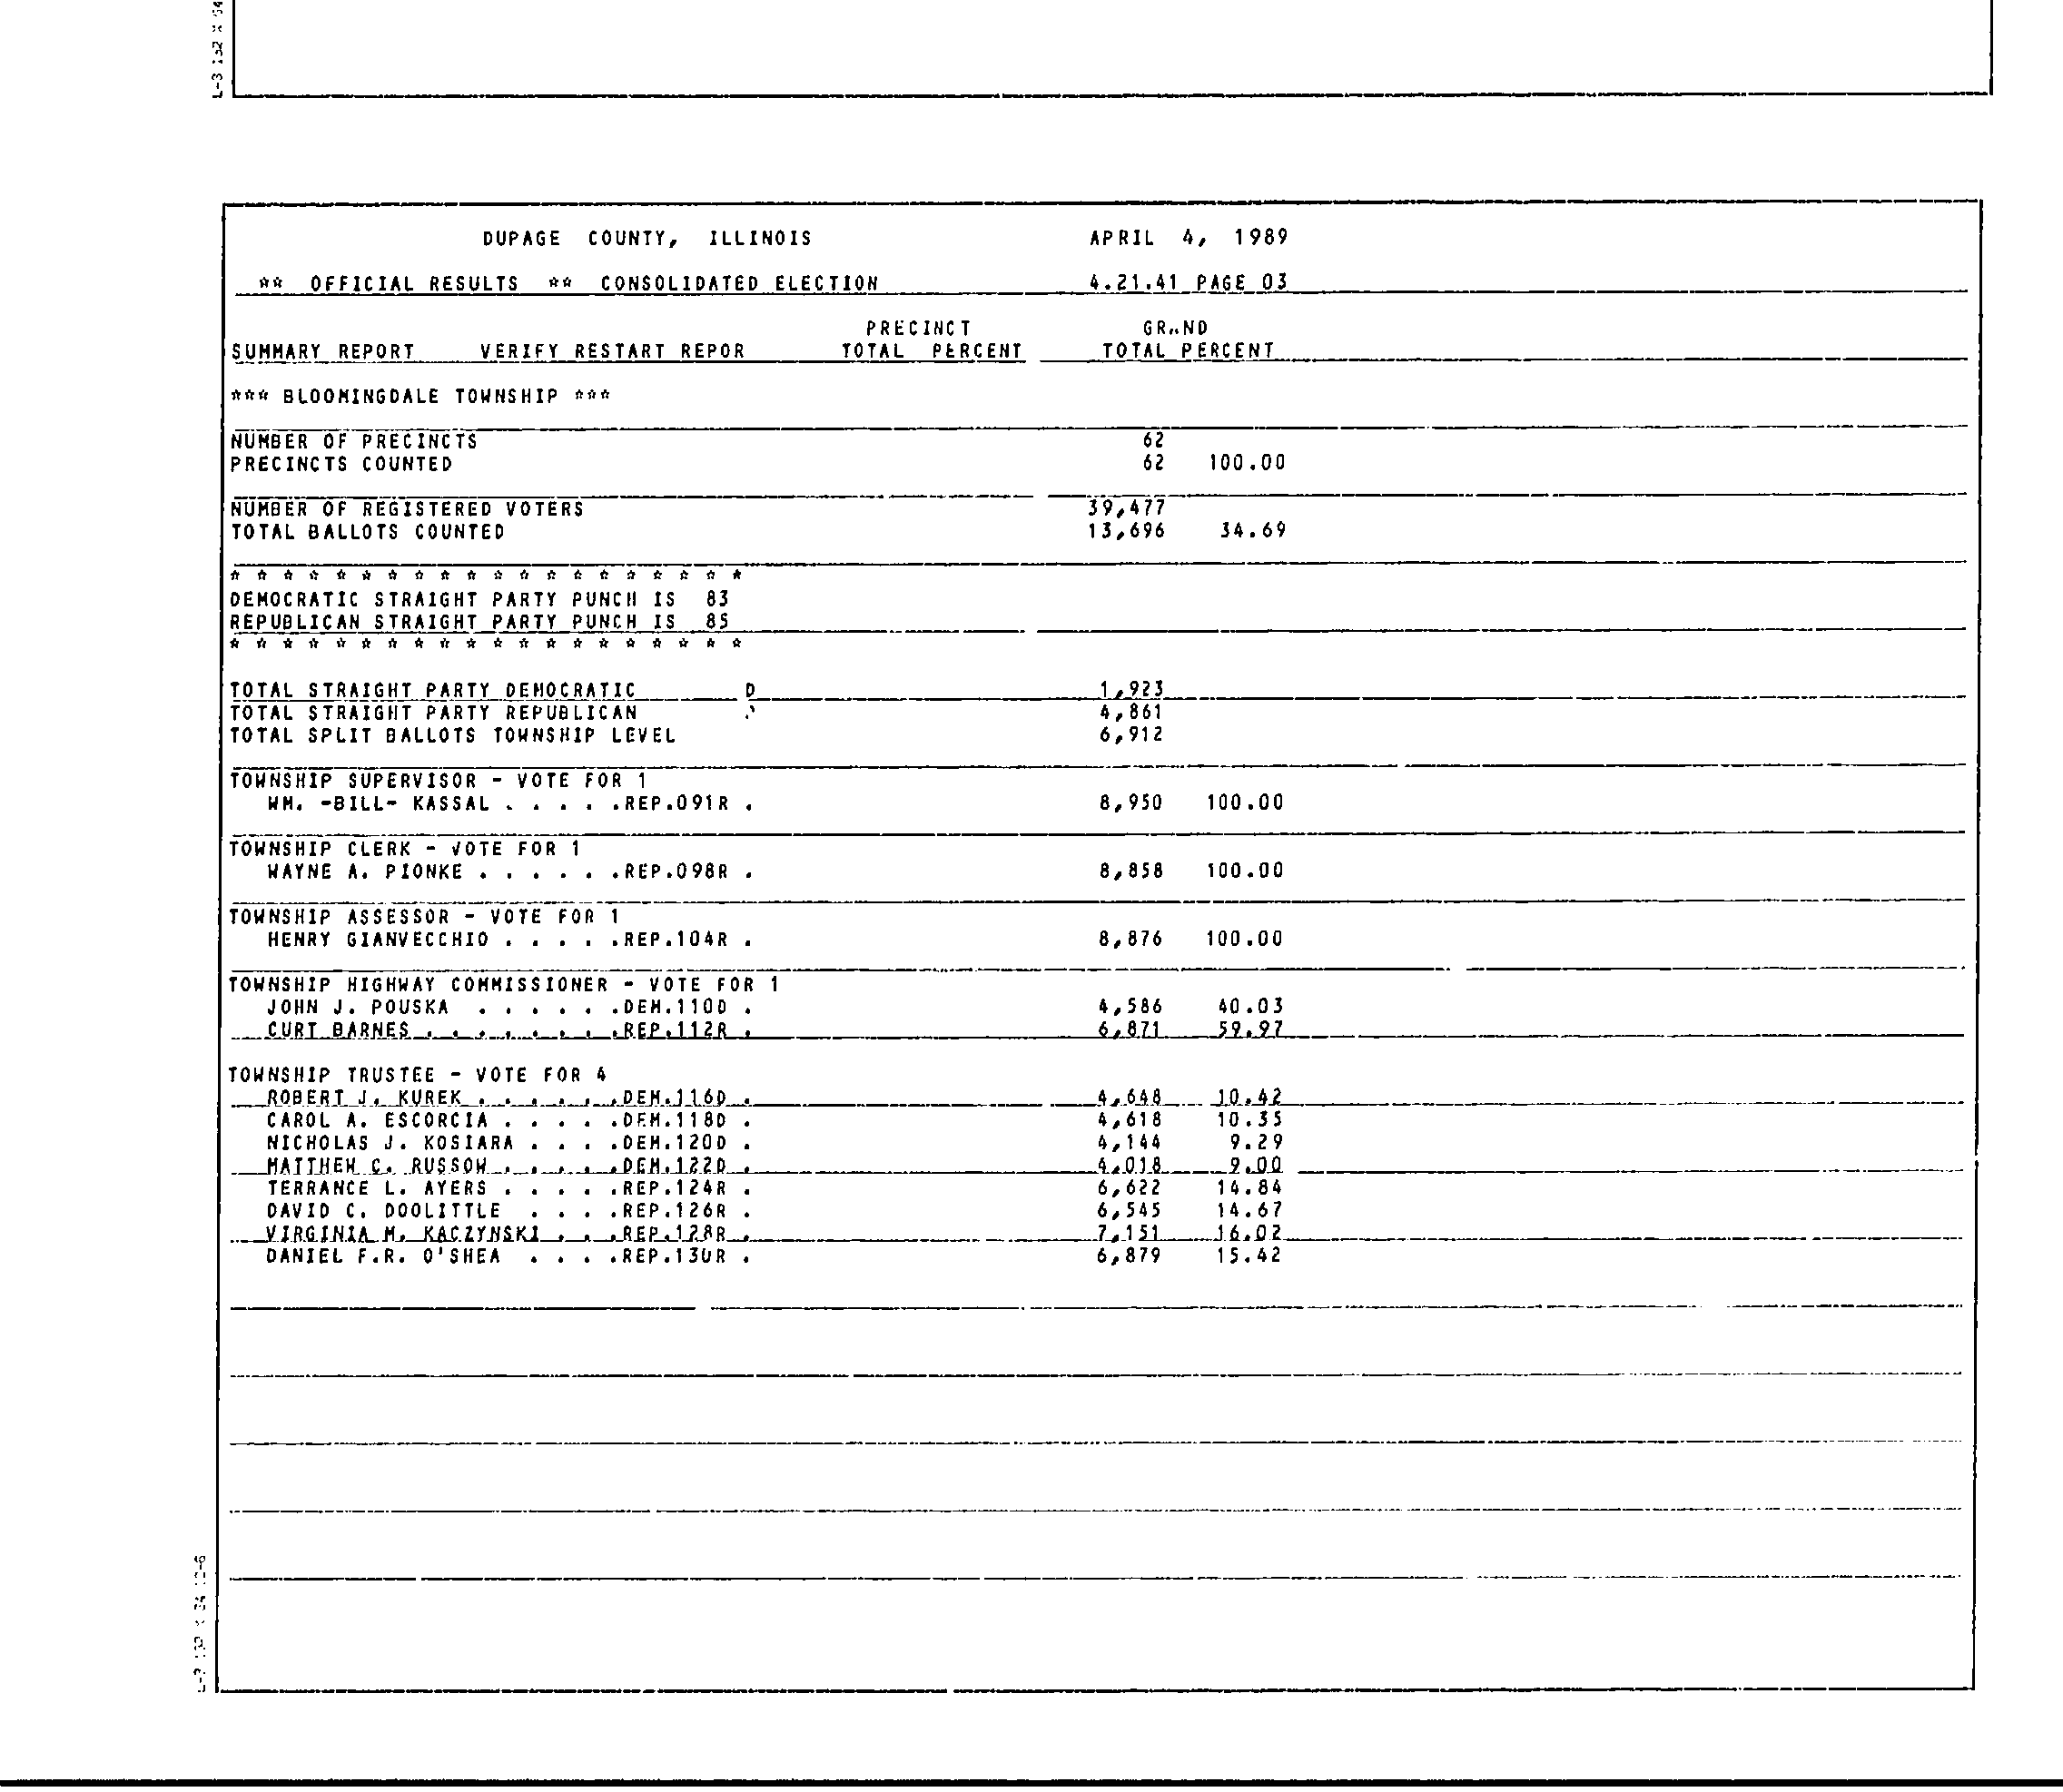 DUPAGE COUNTY, ILLINOIS APRIL 4, 1989
** OFFICIAL RESULTS ** CONSOLIDATED ELECTION 4.21.41 PAGE 03
PRECINCT GR..ND
SUMMARY REPORT VERIFY RESTART REPOR TOTAL PERCENT TOTAL PERCENT
*** BLOOMINGDALE TOWNSHIP ***
NUMBER OF PRECINCTS 62
PRECINCTS COUNTED 62 100.00
NUMBER OF REGISTERED VOTERS 39,477
TOTAL BALLOTS COUNTED 13,696 34.69
* * * * * * * * * * * * * * * * * * * *
DEMOCRATIC STRAIGHT PARTY PUNCH IS 83
REPUBLICAN STRAIGHT PARTY PUNCH IS 85
* * * * * * * * * * * * * * * * * * * *
TOTAL STRAIGHT PARTY DEMOCRATIC D 1,923
TOTAL STRAIGHT PARTY REPUBLICAN 4,861
TOTAL SPLIT BALLOTS TOWNSHIP LEVEL 6,912
TOWNSHIP SUPERVISOR - VOTE FOR 1
WM. -BILL- KASSAL . . . . .REP.091R . 8,950 100.00
TOWNSHIP CLERK - VOTE FOR 1
WAYNE A. PIONKE . . . . . .REP.098R . 8,858 100.00
TOWNSHIP ASSESSOR - VOTE FOR 1
HENRY GIANVECCHIO . . . . .REP.104R . 8,876 100.00
TOWNSHIP HIGHWAY COMMISSIONER - VOTE FOR 1
JOHN J. POUSKA . . . . . .DEM.110D . 4,586 40.03
CURT BARNES . . . . . . . .REP.112R . 6,871 59.97
TOWNSHIP TRUSTEE - VOTE FOR 4
ROBERT J. KUREK . . . . . .DEM.116D . 4,648 10.42
CAROL A. ESCORCIA . . . . .DEM.118D . 4,618 10.35
NICHOLAS J. KOSIARA . . . .DEM.120D . 4,144 9.29
MATTHEW C. RUSSOW . . . . .DEM.122D . 4,018 9.00
TERRANCE L. AYERS . . . . .REP.124R . 6,622 14.84
DAVID C. DOOLITTLE . . . .REP.126R . 6,545 14.67
VIRGINIA M. KACZYNSKI . . .REP.128R . 7,151 16.02
DANIEL F.R. O'SHEA . . . .REP.130R . 6,879 15.42